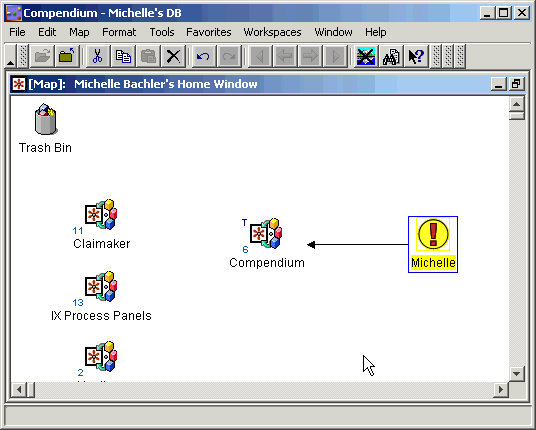 Compendium - Michelle's DB
File Edit Map Format Tools Favorites Workspaces Window Help
[Map]: Michelle Bachler's Home Window
Trash Bin
11
Claimaker
T
6
Compendium
Michelle
13
IX Process Panels
2